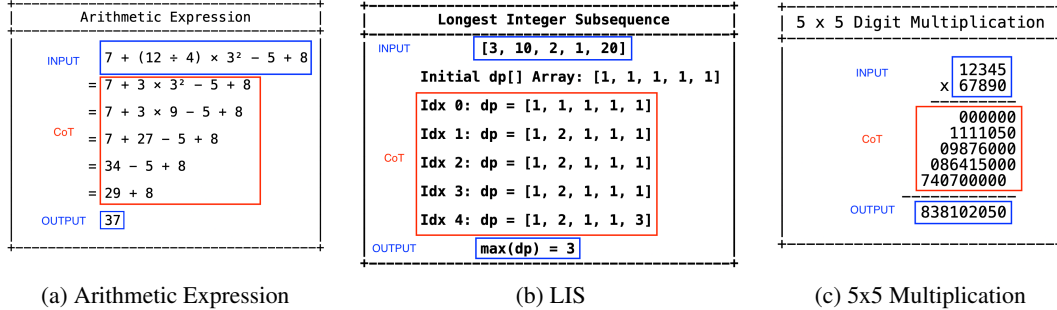 Arithmetic Expression
INPUT 7 + (12 ÷ 4) × 3² − 5 + 8
= 7 + 3 × 3² − 5 + 8
= 7 + 3 × 9 − 5 + 8
CoT = 7 + 27 − 5 + 8
= 34 − 5 + 8
= 29 + 8
OUTPUT 37
(a) Arithmetic Expression
Longest Integer Subsequence
INPUT [3, 10, 2, 1, 20]
Initial dp[] Array: [1, 1, 1, 1, 1]
Idx 0: dp = [1, 1, 1, 1, 1]
Idx 1: dp = [1, 2, 1, 1, 1]
CoT Idx 2: dp = [1, 2, 1, 1, 1]
Idx 3: dp = [1, 2, 1, 1, 1]
Idx 4: dp = [1, 2, 1, 1, 3]
OUTPUT max(dp) = 3
(b) LIS
5 x 5 Digit Multiplication
INPUT 12345
x 67890
000000
CoT 1111050
09876000
086415000
740700000
OUTPUT 838102050
(c) 5x5 Multiplication